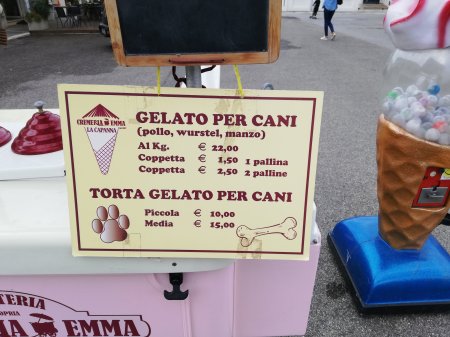 CREMERIA EMMA
LA CAPANNA
GELATO PER CANI
(pollo, wurstel, manzo)
Al Kg. € 22,00
Coppetta € 1,50 1 pallina
Coppetta € 2,50 2 palline
TORTA GELATO PER CANI
Piccola € 10,00
Media € 15,00
EMMA